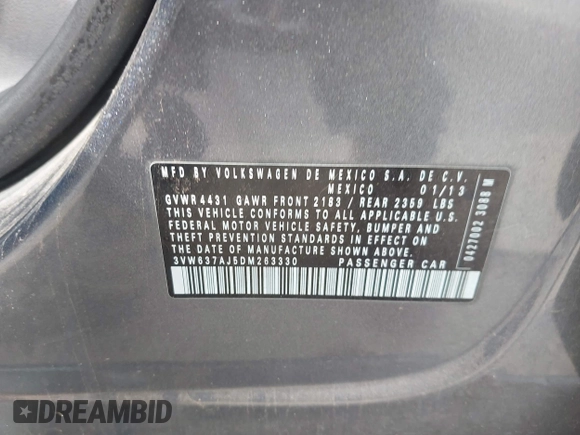 MFD BY VOLKSWAGEN DE MEXICO S.A. DE C.V.
MEXICO 01/13
GVWR 4431 GAWR FRONT 2183 / REAR 2359 LBS
THIS VEHICLE CONFORMS TO ALL APPLICABLE U.S.
FEDERAL MOTOR VEHICLE SAFETY, BUMPER AND
THEFT PREVENTION STANDARDS IN EFFECT ON
THE DATE OF MANUFACTURE SHOWN ABOVE.
3VW637AJ5DM263330 PASSENGER CAR
0427002 3088 M
DREAMBID